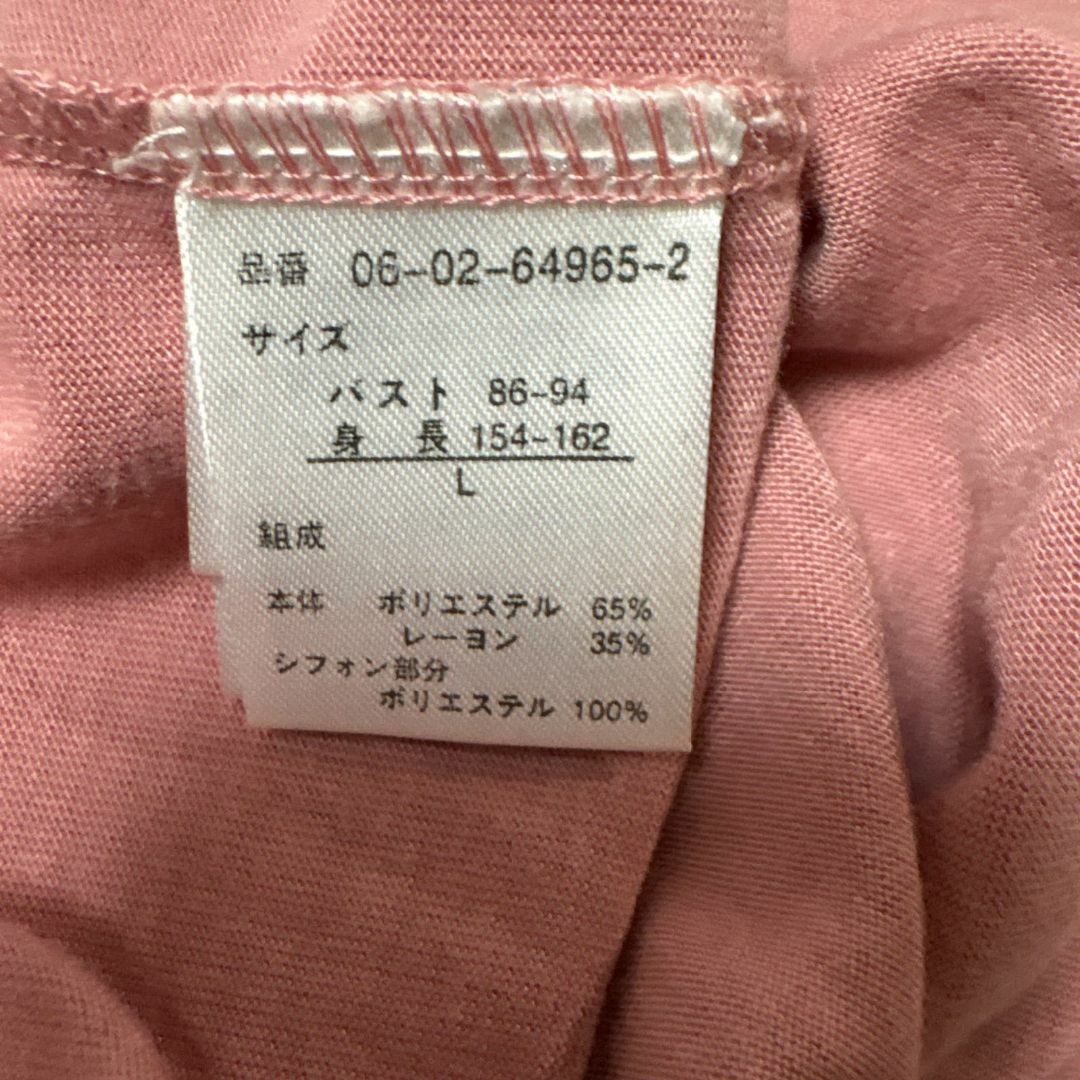 品番 06-02-64965-2
サイズ
バスト 86-94
身長 154-162
L
組成
本体 ポリエステル 65%
レーヨン 35%
シフォン部分
ポリエステル 100%